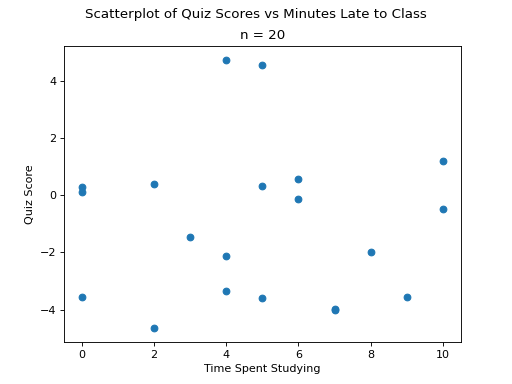 Scatterplot of Quiz Scores vs Minutes Late to Class
n = 20
4
2
0
−2
−4
Quiz Score
0 2 4 6 8 10
Time Spent Studying